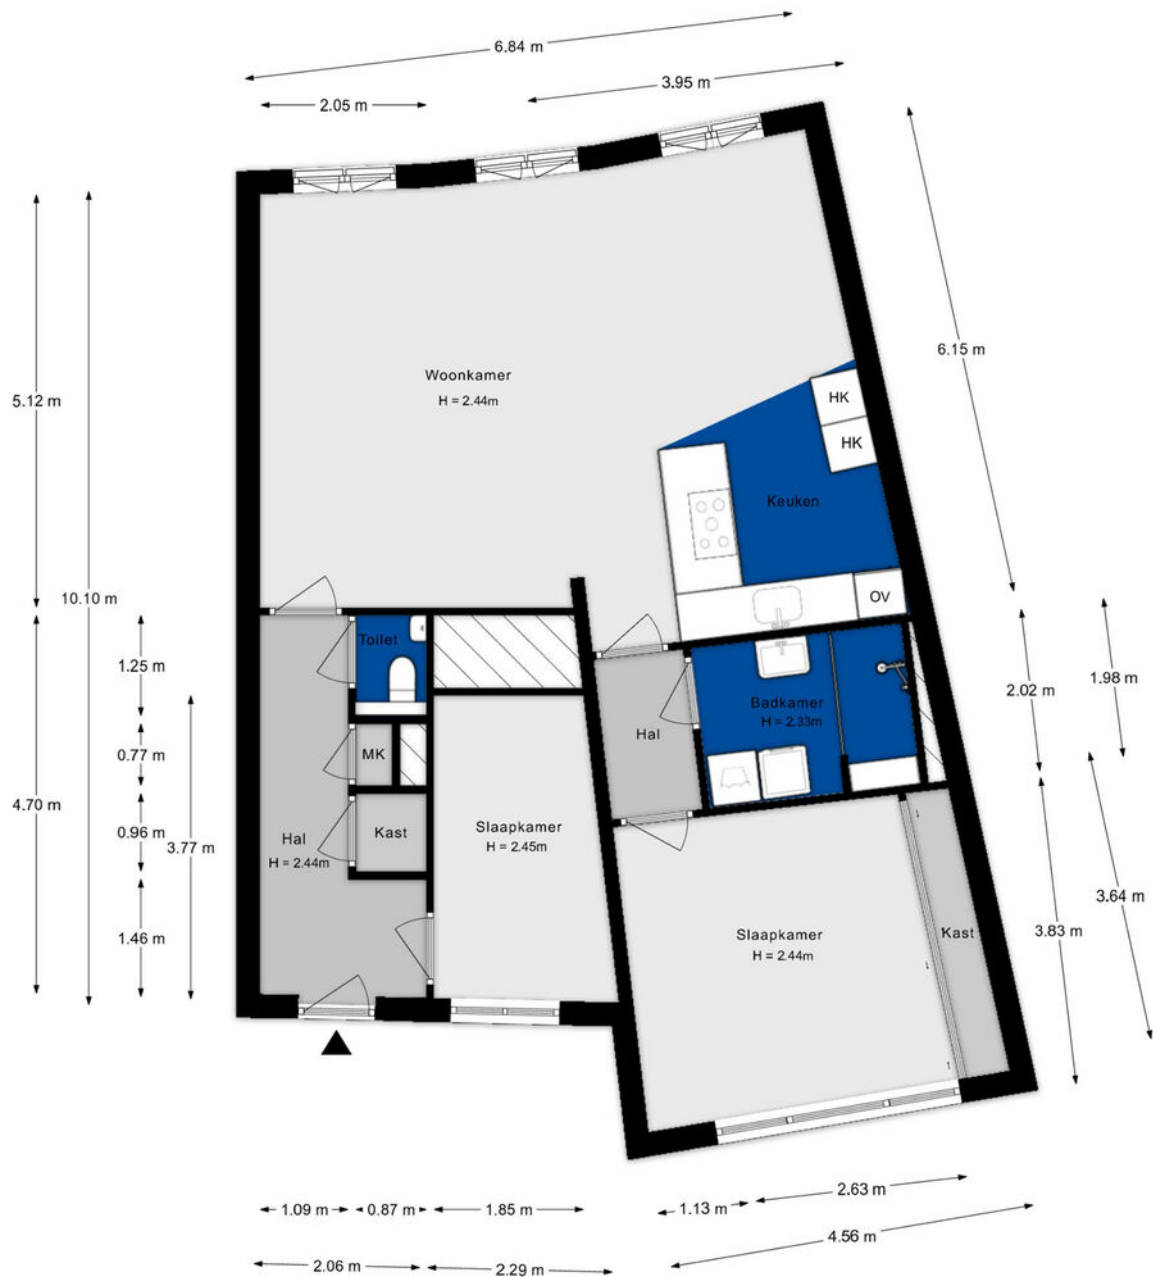 6.84 m
2.05 m
3.95 m
Woonkamer
H = 2.44m
6.15 m
5.12 m
HK
HK
Keuken
OV
10.10 m
Toilet
1.25 m
2.02 m
1.98 m
Badkamer
H = 2.33m
Hal
MK
0.77 m
4.70 m
0.96 m
3.77 m
Kast
Hal
H = 2.44m
Slaapkamer
H = 2.45m
3.64 m
3.83 m
1.46 m
Slaapkamer
H = 2.44m
Kast
1.09 m
0.87 m
1.85 m
1.13 m
2.63 m
4.56 m
2.06 m
2.29 m